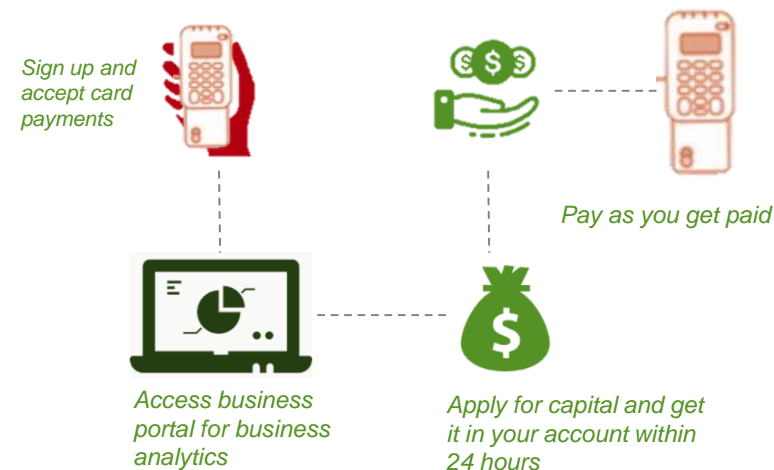 Sign up and
accept card
payments
$ $ $
Pay as you get paid
$
Access business
portal for business
analytics
Apply for capital and get
it in your account within
24 hours